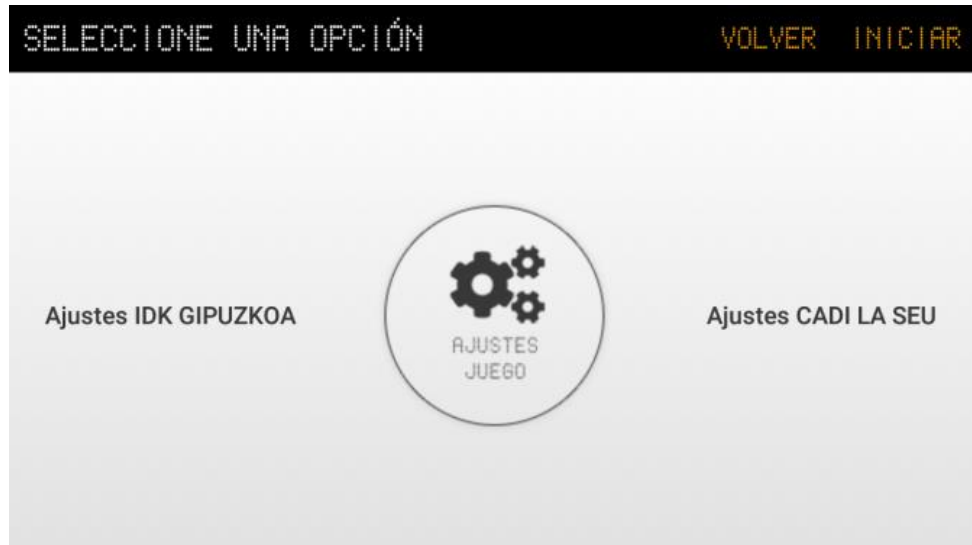 SELECCIONE UNA OPCIÓN
VOLVER INICIAR
Ajustes IDK GIPUZKOA
AJUSTES
JUEGO
Ajustes CADI LA SEU